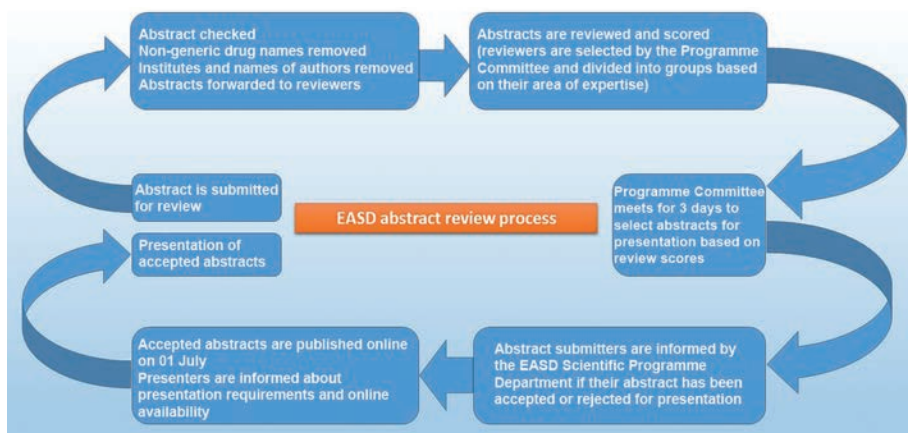 Abstract checked
Non-generic drug names removed
Institutes and names of authors removed
Abstracts forwarded to reviewers
Abstracts are reviewed and scored
(reviewers are selected by the Programme
Committee and divided into groups based
on their area of expertise)
Abstract is submitted
for review
EASD abstract review process
Programme Committee
meets for 3 days to
select abstracts for
presentation based on
review scores
Presentation of
accepted abstracts
Accepted abstracts are published online
on 01 July
Presenters are informed about
presentation requirements and online
availability
Abstract submitters are informed by
the EASD Scientific Programme
Department if their abstract has been
accepted or rejected for presentation